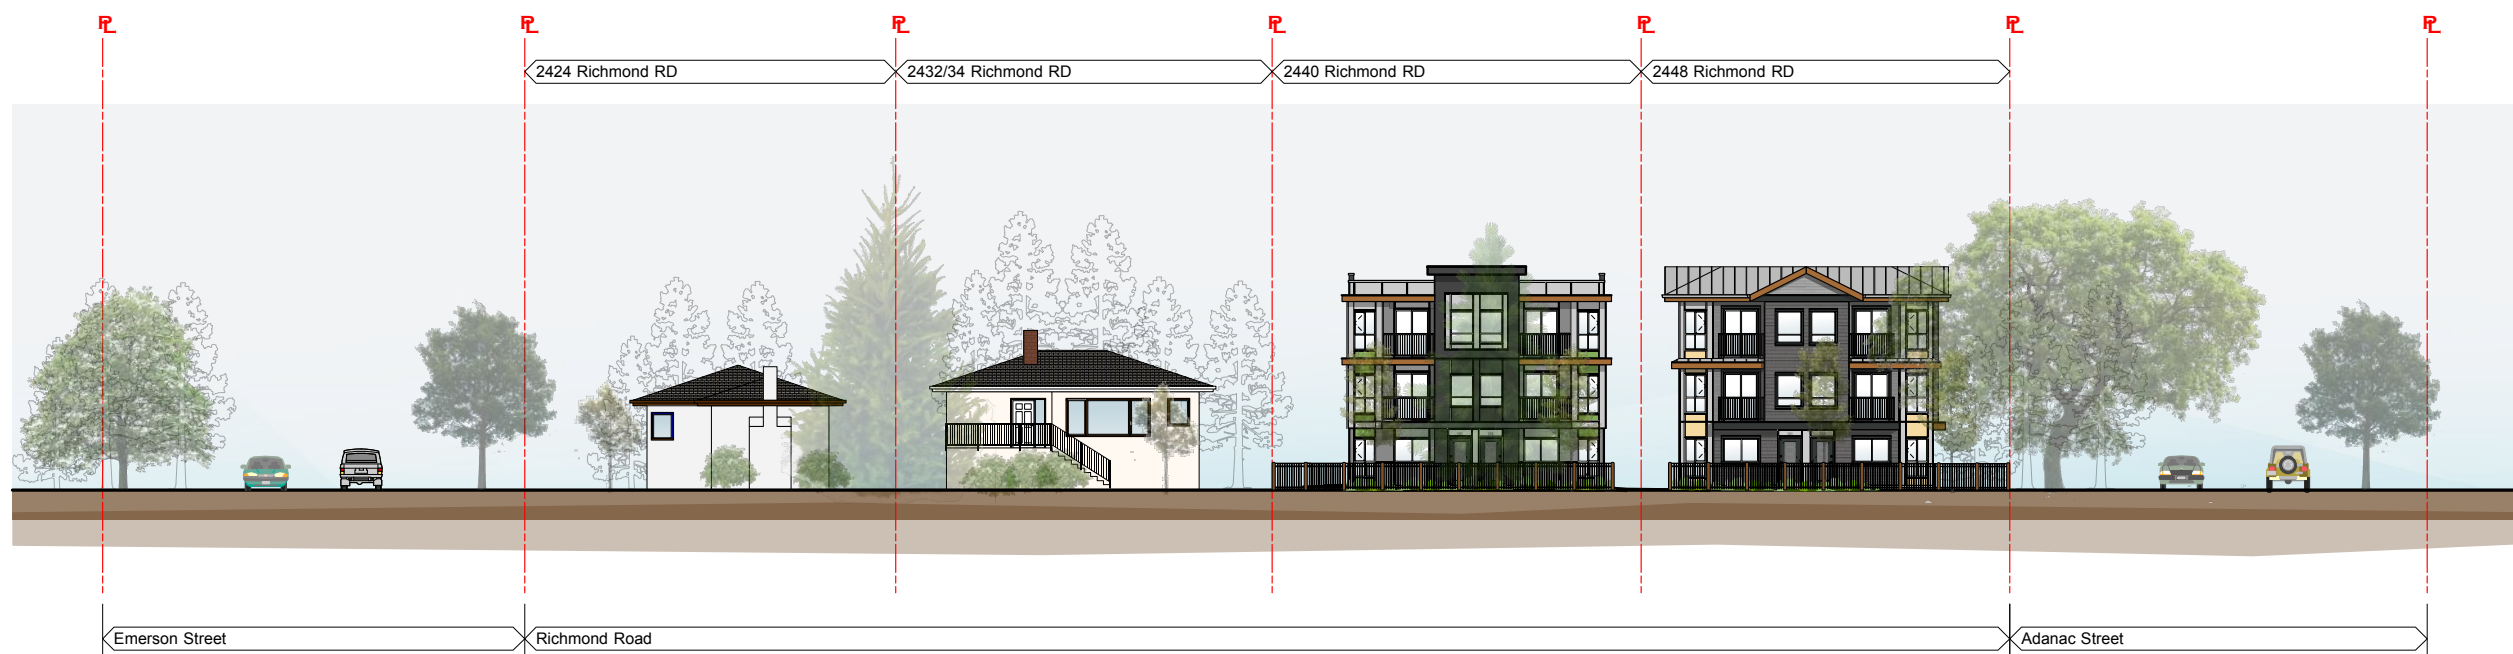 PL PL PL PL PL PL PL
2424 Richmond RD 2432/34 Richmond RD 2440 Richmond RD 2448 Richmond RD
Emerson Street Richmond Road Adanac Street